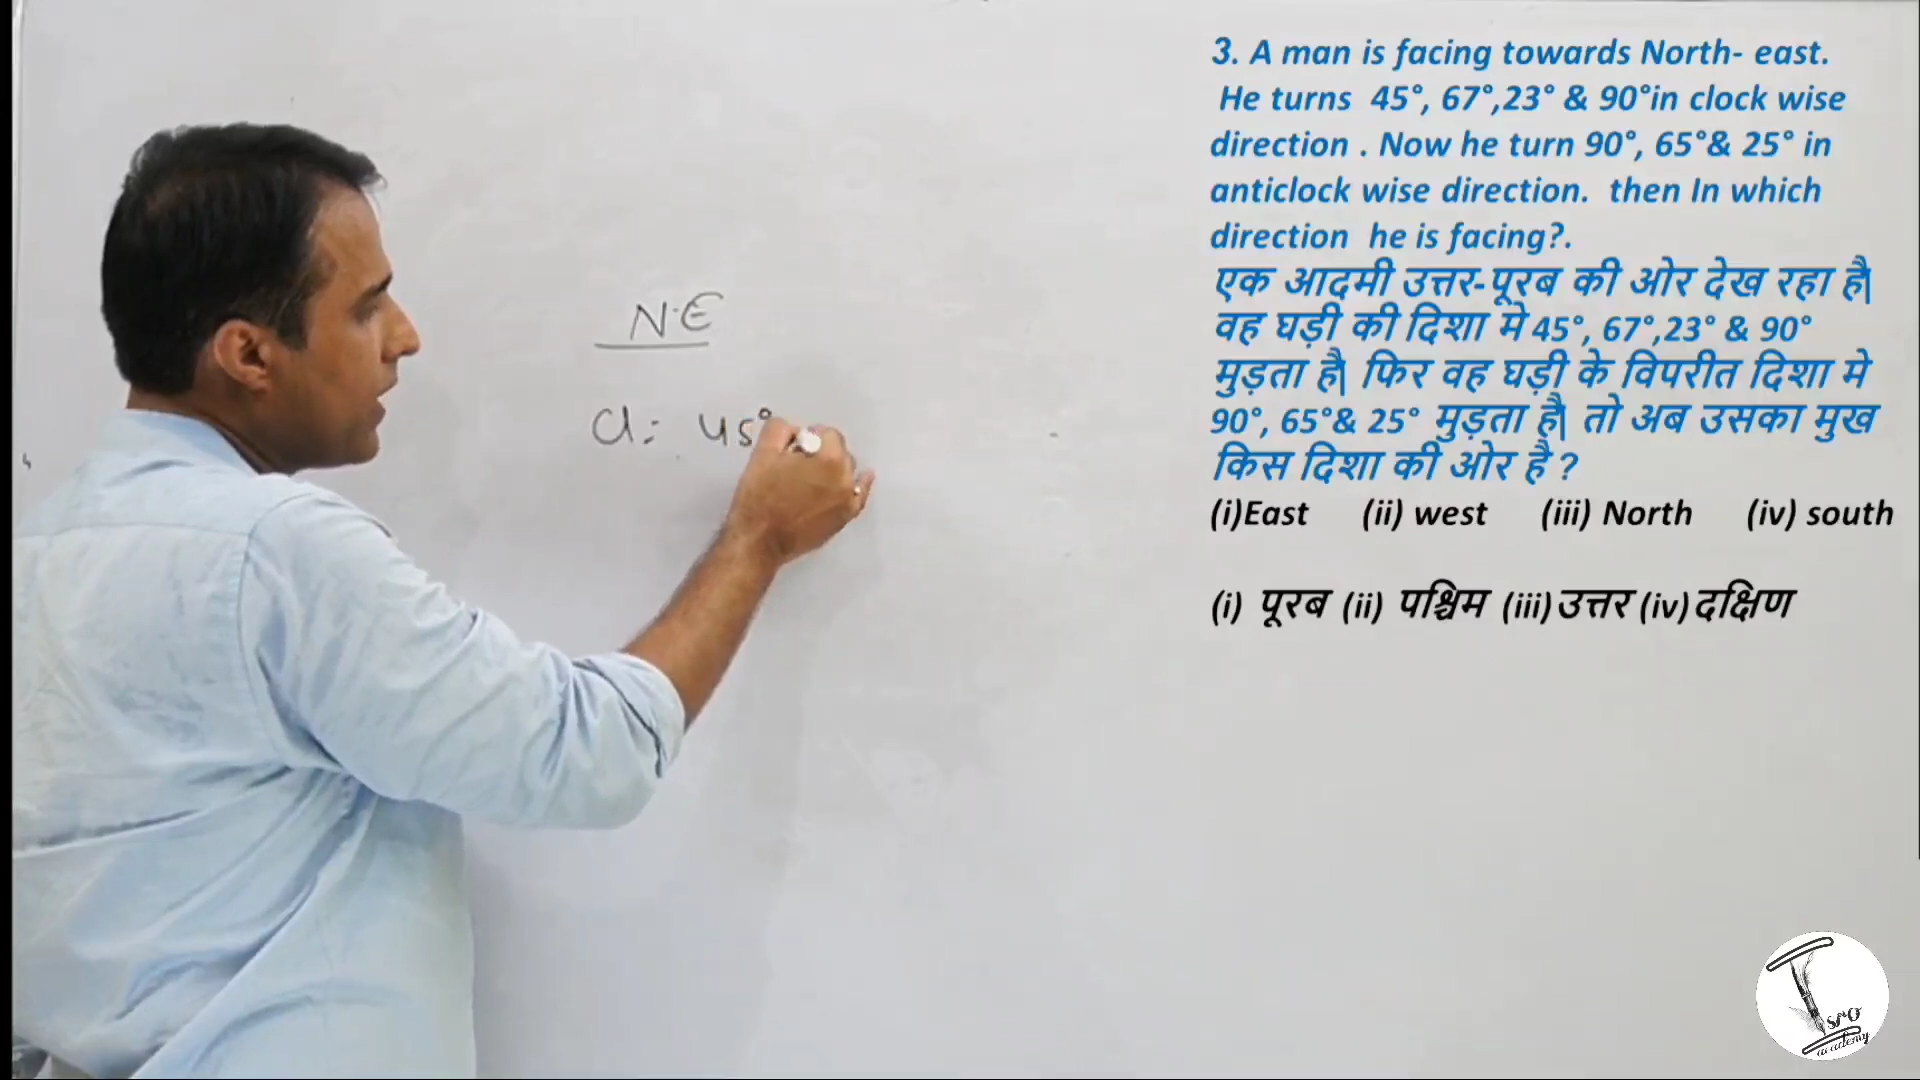 N.E
Cl: 45°
3. A man is facing towards North- east.
He turns 45°, 67°,23° & 90°in clock wise
direction . Now he turn 90°, 65°& 25° in
anticlock wise direction. then In which
direction he is facing?.
एक आदमी उत्तर-पूरब की ओर देख रहा है|
वह घड़ी की दिशा मे 45°, 67°,23° & 90°
मुड़ता है| फिर वह घड़ी के विपरीत दिशा मे
90°, 65°& 25° मुड़ता है| तो अब उसका मुख
किस दिशा की ओर है ?
(i)East (ii) west (iii) North (iv) south
(i) पूरब (ii) पश्चिम (iii) उत्तर (iv) दक्षिण
Isro
academy